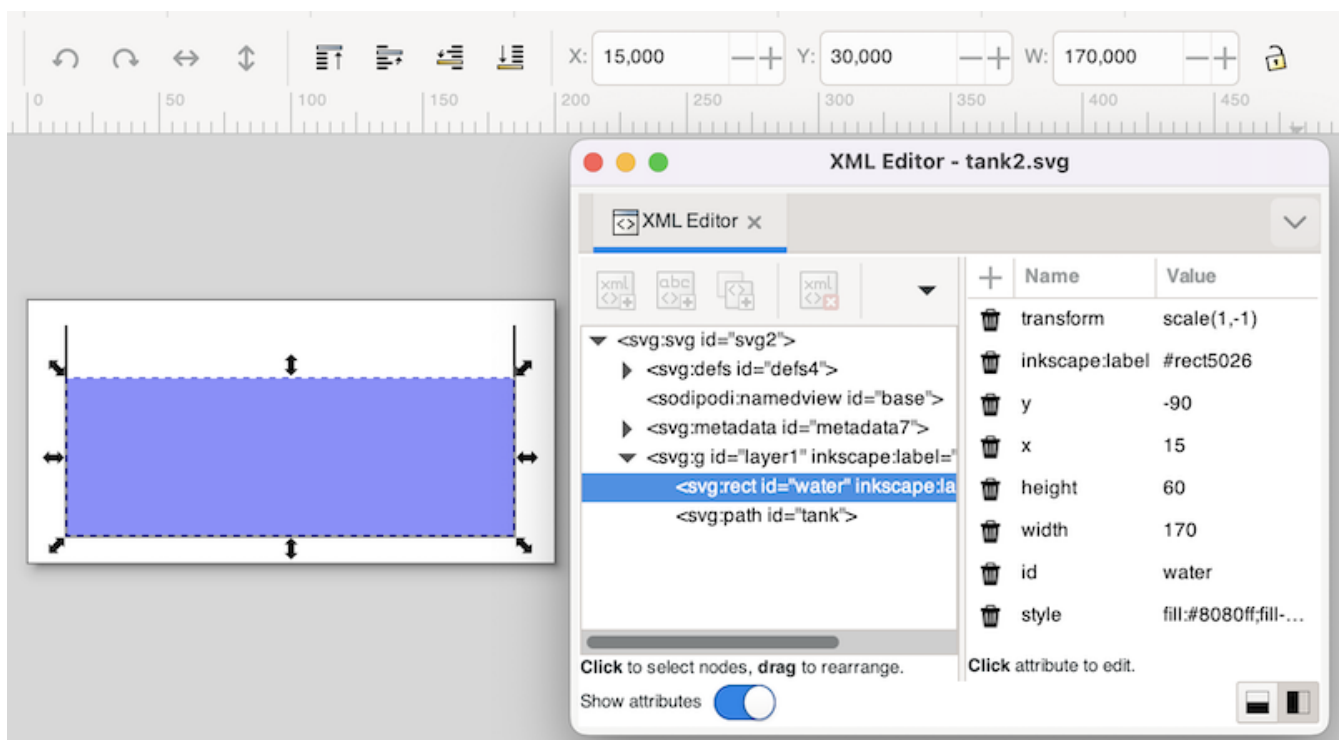 X: 15,000 Y: 30,000 W: 170,000
0 50 100 150 200 250 300 350 400 450
XML Editor - tank2.svg
XML Editor
xml abc xml
Name Value
transform scale(1,-1)
inkscape:label #rect5026
y -90
x 15
height 60
width 170
id water
style fill:#8080ff;fill-...
<svg:svg id="svg2">
<svg:defs id="defs4">
<sodipodi:namedview id="base">
<svg:metadata id="metadata7">
<svg:g id="layer1" inkscape:label="
<svg:rect id="water" inkscape:la
<svg:path id="tank">
Click to select nodes, drag to rearrange.
Click attribute to edit.
Show attributes